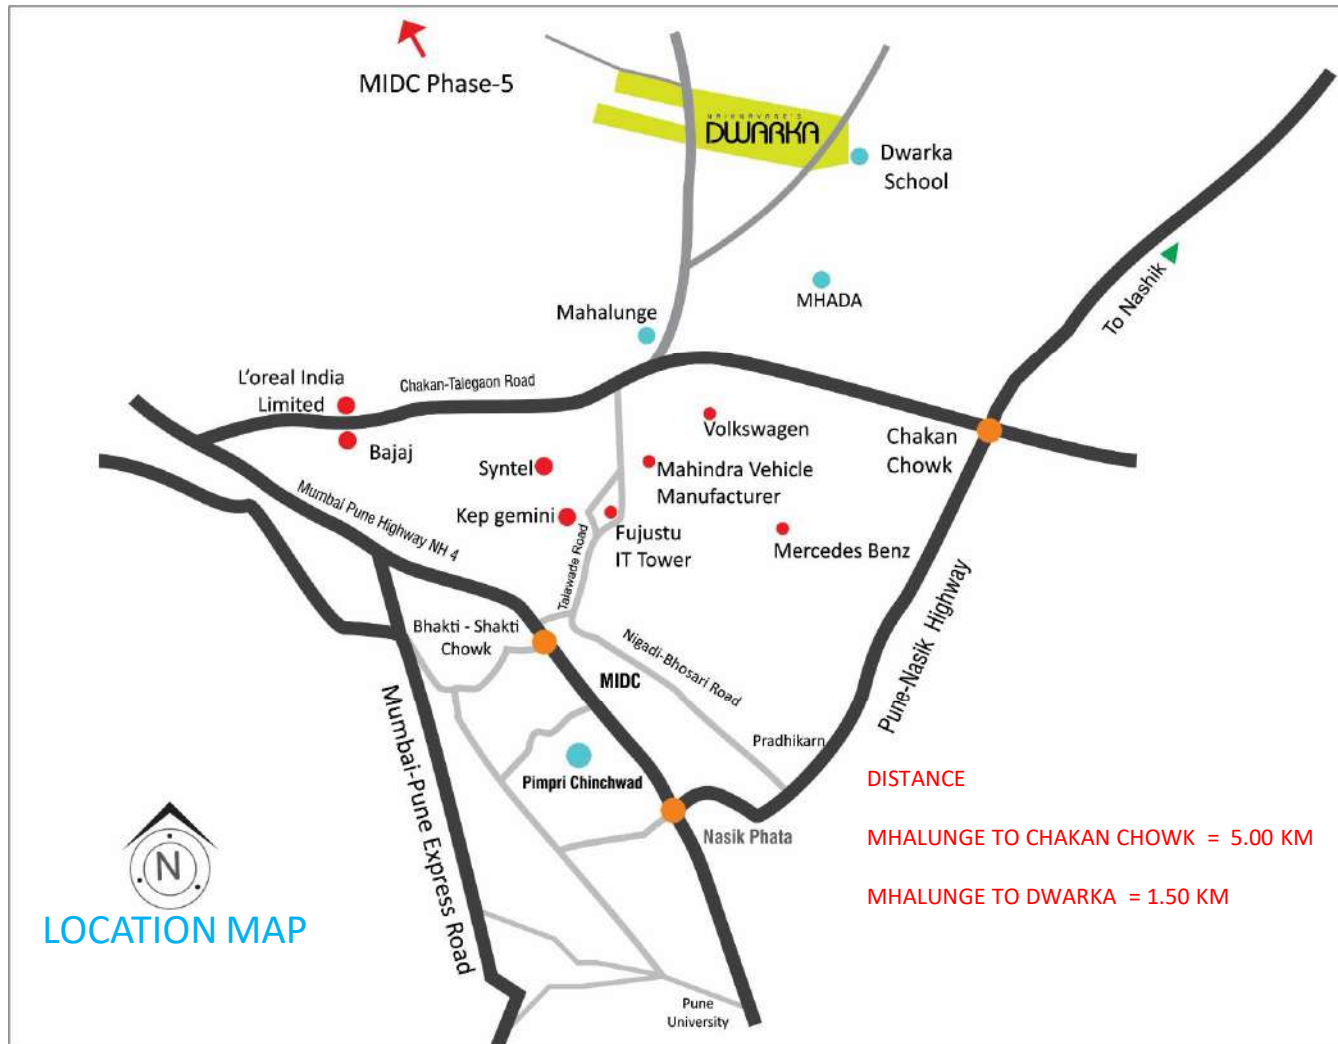 MIDC Phase-5
NAIKNAVARE'S
DWARKA
Dwarka
School
MHADA
To Nashik
Mahalunge
L'oreal India
Limited
Chakan-Talegaon Road
Bajaj
Volkswagen
Chakan
Chowk
Syntel
Mahindra Vehicle
Manufacturer
Kep gemini
Fujustu
IT Tower
Mercedes Benz
Mumbai Pune Highway NH 4
Talawade Road
Bhakti - Shakti
Chowk
Nigadi-Bhosari Road
MIDC
Pune-Nasik Highway
Pradhikarn
Mumbai-Pune Express Road
Pimpri Chinchwad
Nasik Phata
DISTANCE
MHALUNGE TO CHAKAN CHOWK = 5.00 KM
MHALUNGE TO DWARKA = 1.50 KM
N
LOCATION MAP
Pune
University